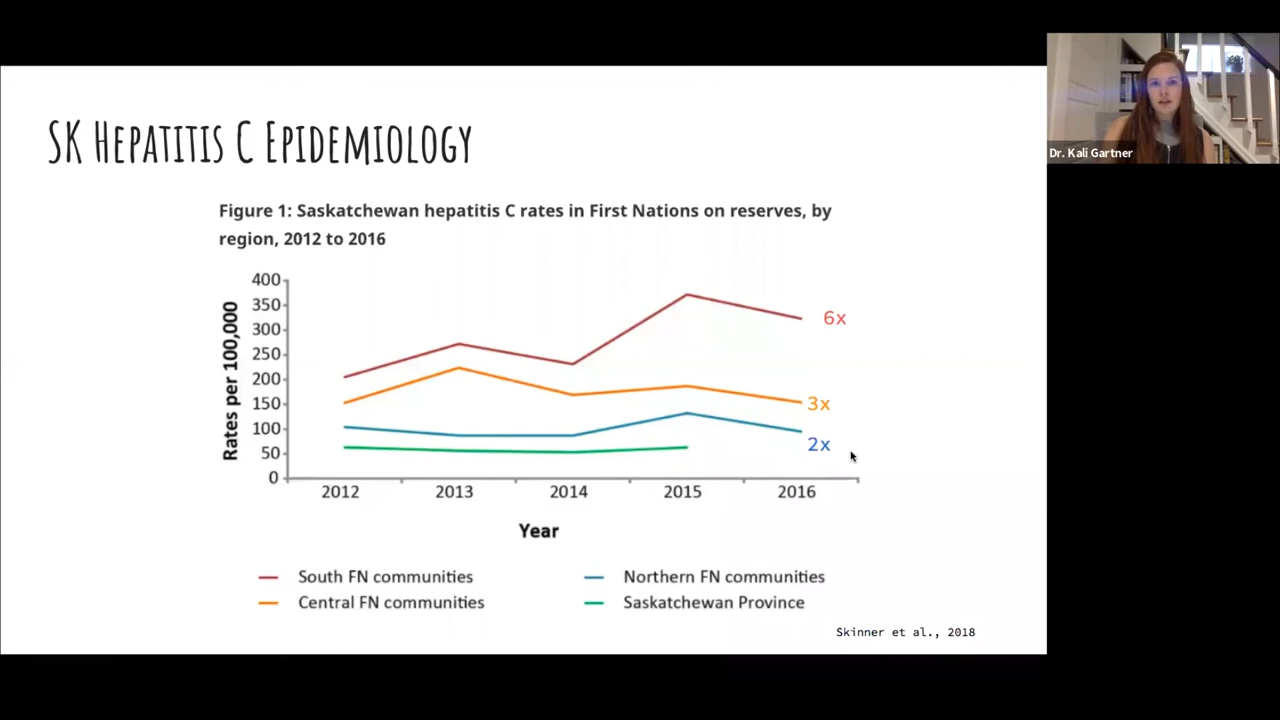 SK Hepatitis C Epidemiology
Dr. Kali Gartner
Figure 1: Saskatchewan hepatitis C rates in First Nations on reserves, by
region, 2012 to 2016
Rates per 100,000
400
350
300
250
200
150
100
50
0
6x
3x
2x
2012 2013 2014 2015 2016
Year
South FN communities Northern FN communities
Central FN communities Saskatchewan Province
Skinner et al., 2018